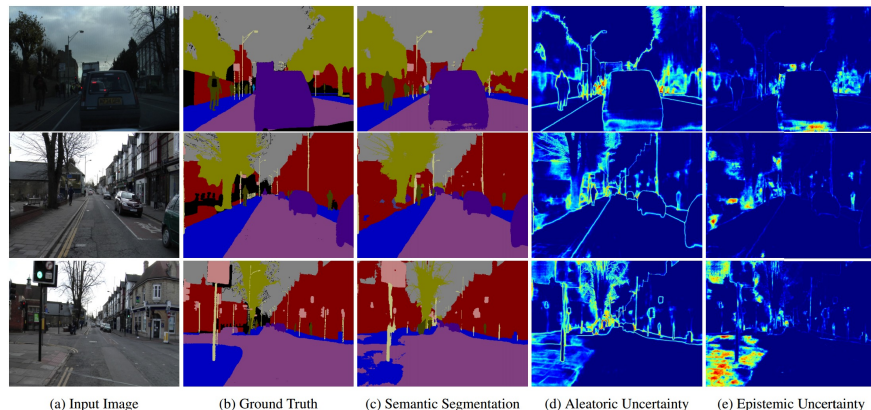 (a) Input Image
(b) Ground Truth
(c) Semantic Segmentation
(d) Aleatoric Uncertainty
(e) Epistemic Uncertainty